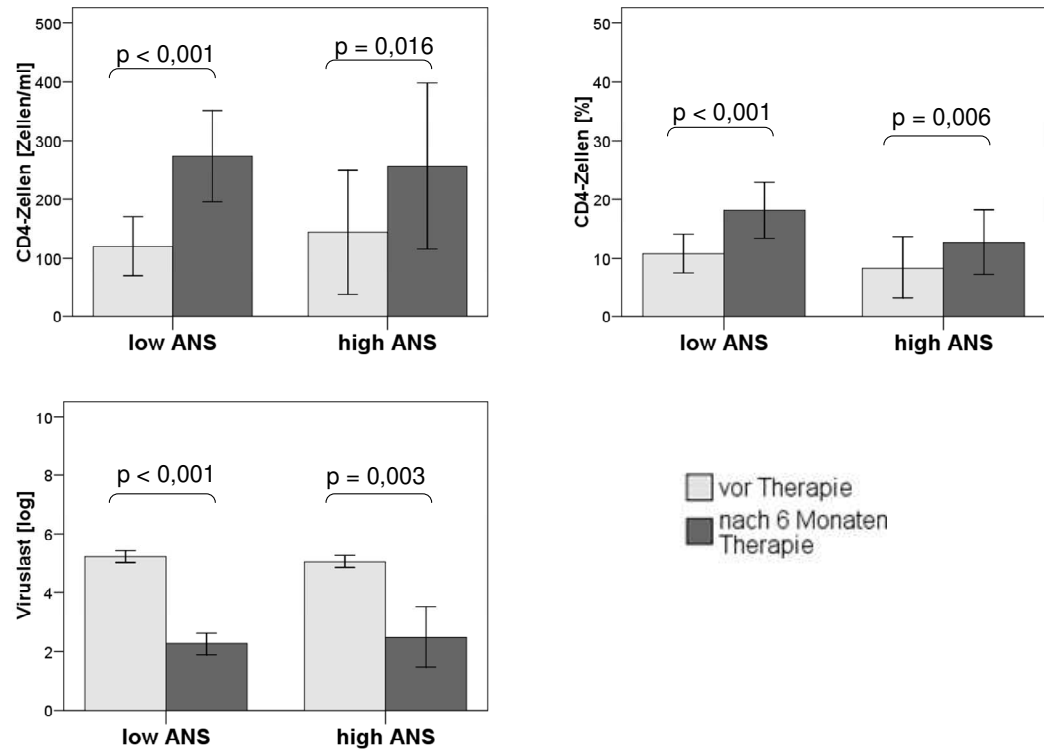 500
400
300
200
100
0
CD4-Zellen [Zellen/ml]
p < 0,001
p = 0,016
low ANS
high ANS
50
40
30
20
10
0
CD4-Zellen [%]
p < 0,001
p = 0,006
low ANS
high ANS
10
8
6
4
2
0
Viruslast [log]
p < 0,001
p = 0,003
low ANS
high ANS
vor Therapie
nach 6 Monaten
Therapie